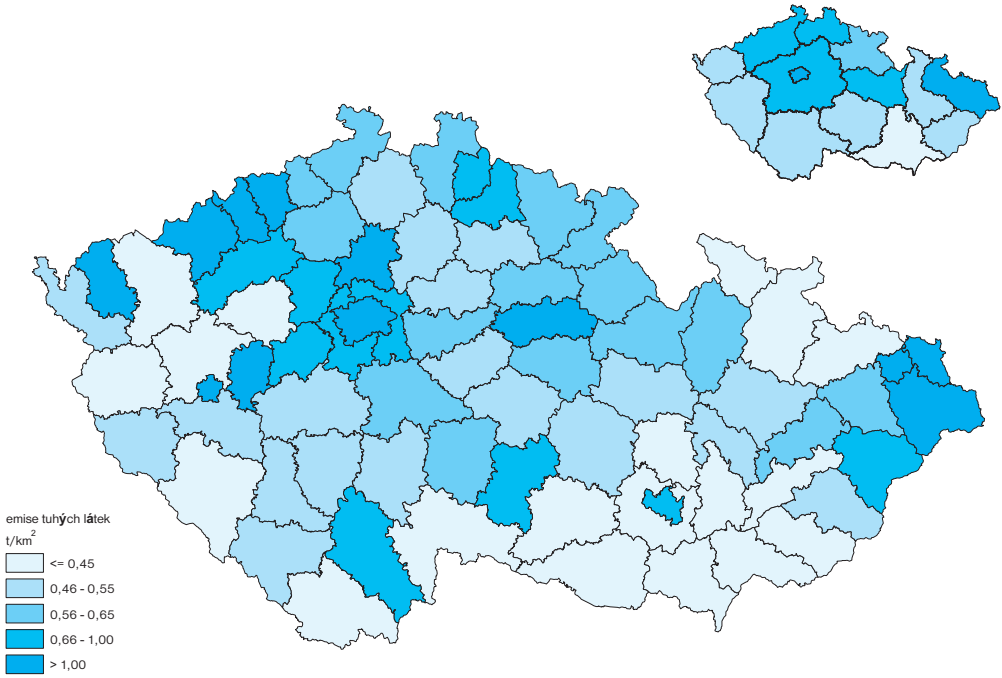 emise tuhých látek
t/km²
<= 0,45
0,46 - 0,55
0,56 - 0,65
0,66 - 1,00
> 1,00